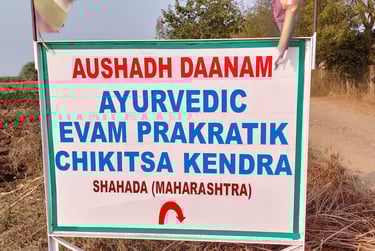 AUSHADH DAANAM
AYURVEDIC
EVAM PRAKRATIK
CHIKITSA KENDRA
SHAHADA (MAHARASHTRA)